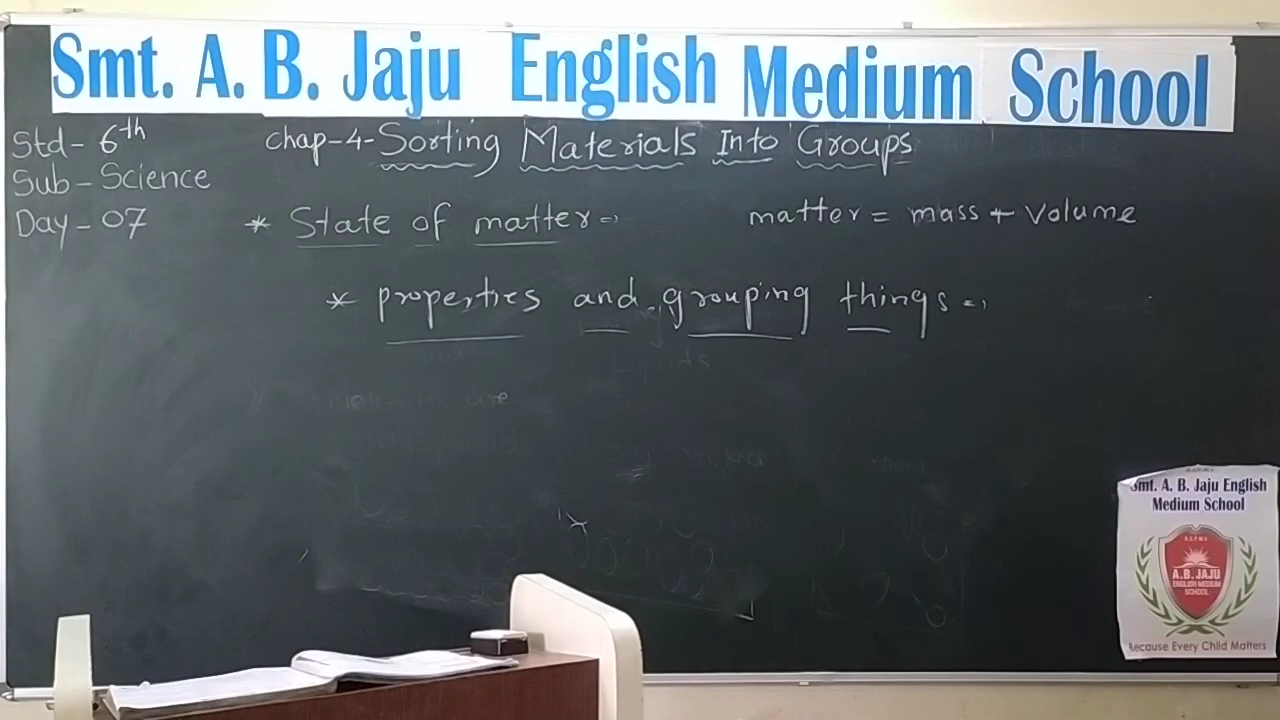 Smt. A. B. Jaju English Medium School
Std- 6th
Sub- Science
Day- 07
chap-4- Sorting Materials Into Groups
* State of matter =
matter = mass + Volume
* properties and grouping things =
Smt. A. B. Jaju English
Medium School
A.B. JAJU
ENGLISH MEDIUM
SCHOOL
Because Every Child Matters